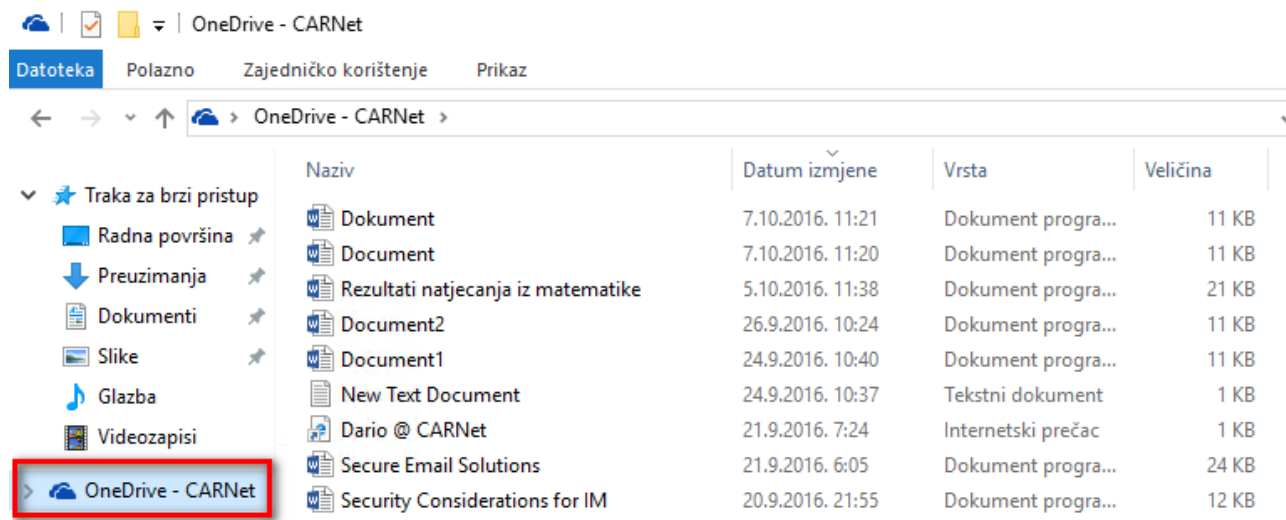 OneDrive - CARNet
Datoteka Polazno Zajedničko korištenje Prikaz
OneDrive - CARNet
Traka za brzi pristup
Radna površina
Preuzimanja
Dokumenti
Slike
Glazba
Videozapisi
OneDrive - CARNet
Naziv Datum izmjene Vrsta Veličina
Dokument 7.10.2016. 11:21 Dokument progra... 11 KB
Document 7.10.2016. 11:20 Dokument progra... 11 KB
Rezultati natjecanja iz matematike 5.10.2016. 11:38 Dokument progra... 21 KB
Document2 26.9.2016. 10:24 Dokument progra... 11 KB
Document1 24.9.2016. 10:40 Dokument progra... 11 KB
New Text Document 24.9.2016. 10:37 Tekstni dokument 1 KB
Dario @ CARNet 21.9.2016. 7:24 Internetski prečac 1 KB
Secure Email Solutions 21.9.2016. 6:05 Dokument progra... 24 KB
Security Considerations for IM 20.9.2016. 21:55 Dokument progra... 12 KB